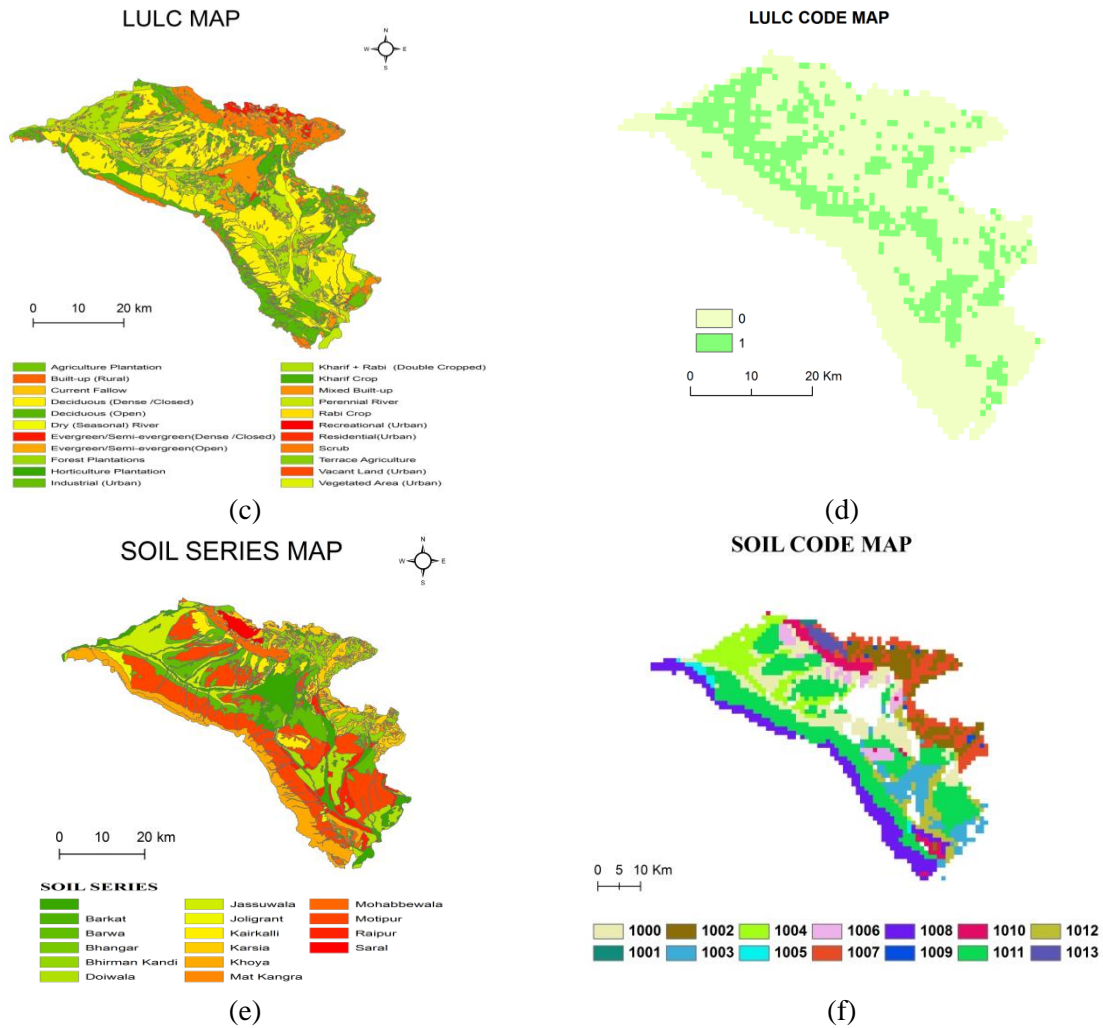 LULC MAP
N
W E
S
0 10 20 Km
Agriculture Plantation
Built-up (Rural)
Current Fallow
Deciduous (Dense /Closed)
Deciduous (Open)
Dry (Seasonal) River
Evergreen/Semi-evergreen(Dense /Closed)
Evergreen/Semi-evergreen(Open)
Forest Plantations
Horticulture Plantation
Industrial (Urban)
Kharif + Rabi (Double Cropped)
Kharif Crop
Mixed Built-up
Perennial River
Rabi Crop
Recreational (Urban)
Residential(Urban)
Scrub
Terrace Agriculture
Vacant Land (Urban)
Vegetated Area (Urban)
(c)
LULC CODE MAP
0
1
0 10 20 Km
(d)
SOIL SERIES MAP
N
W E
S
0 10 20 Km
SOIL SERIES
Barkat
Barwa
Bhangar
Bhirman Kandi
Doiwala
Jassuwala
Joligrant
Kairkalli
Karsia
Khoya
Mat Kangra
Mohabbewala
Motipur
Raipur
Saral
(e)
SOIL CODE MAP
0 5 10 Km
1000 1002 1004 1006 1008 1010 1012
1001 1003 1005 1007 1009 1011 1013
(f)